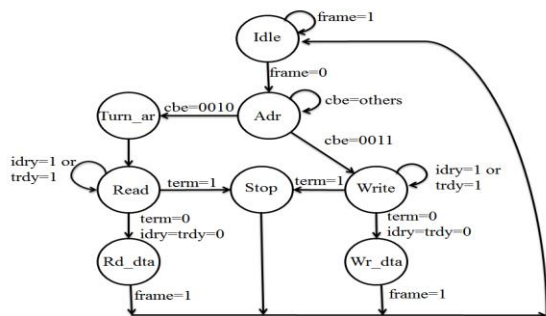 frame=1
Idle
frame=0
Turn_ar
cbe=0010
Adr
cbe=others
cbe=0011
idry=1 or
trdy=1
Read
term=1
Stop
term=1
Write
idry=1 or
trdy=1
term=0
idry=trdy=0
term=0
idry=trdy=0
Rd_dta
Wr_dta
frame=1
frame=1